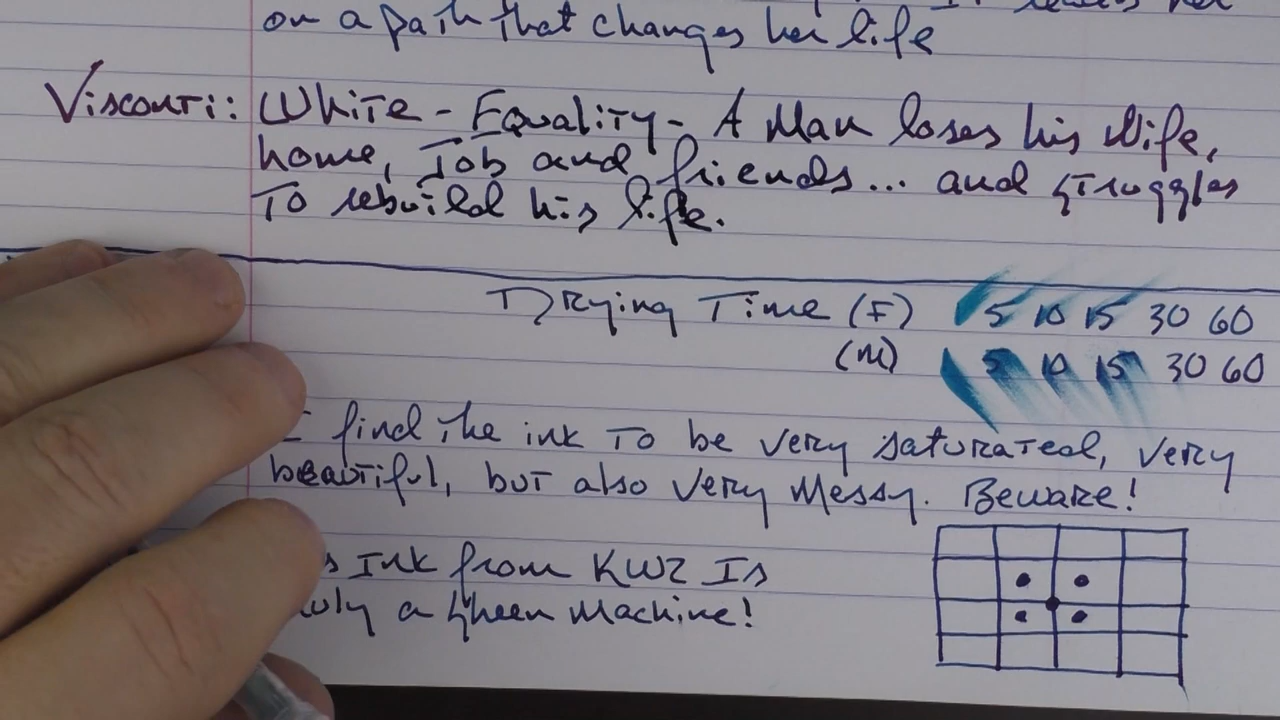 on a path that changes her life
Visconti: White - Equality - A Man loses his wife,
home, Job and friends... and struggles
To rebuild his life.
Drying Time (F) 5 10 15 30 60
(M) 5 10 15 30 60
I find the ink To be very saturated, very
beautiful, but also very Messy. Beware!
Ink from KWZ Is
a Sheen Machine!